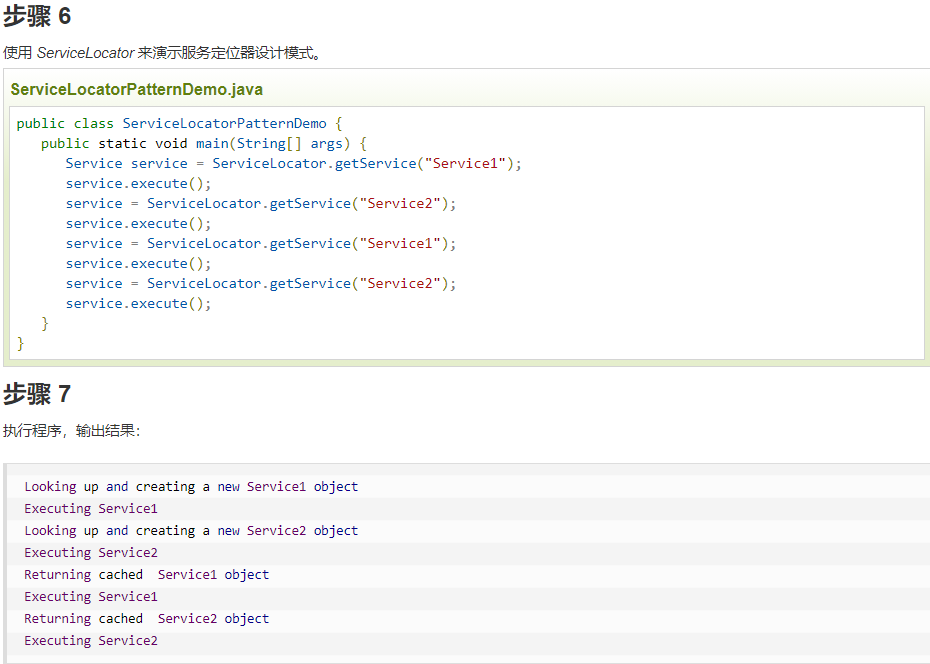 步骤 6
使用 ServiceLocator 来演示服务定位器设计模式。
ServiceLocatorPatternDemo.java
public class ServiceLocatorPatternDemo {
   public static void main(String[] args) {
      Service service = ServiceLocator.getService("Service1");
      service.execute();
      service = ServiceLocator.getService("Service2");
      service.execute();
      service = ServiceLocator.getService("Service1");
      service.execute();
      service = ServiceLocator.getService("Service2");
      service.execute();
   }
}
步骤 7
执行程序，输出结果：
Looking up and creating a new Service1 object
Executing Service1
Looking up and creating a new Service2 object
Executing Service2
Returning cached  Service1 object
Executing Service1
Returning cached  Service2 object
Executing Service2